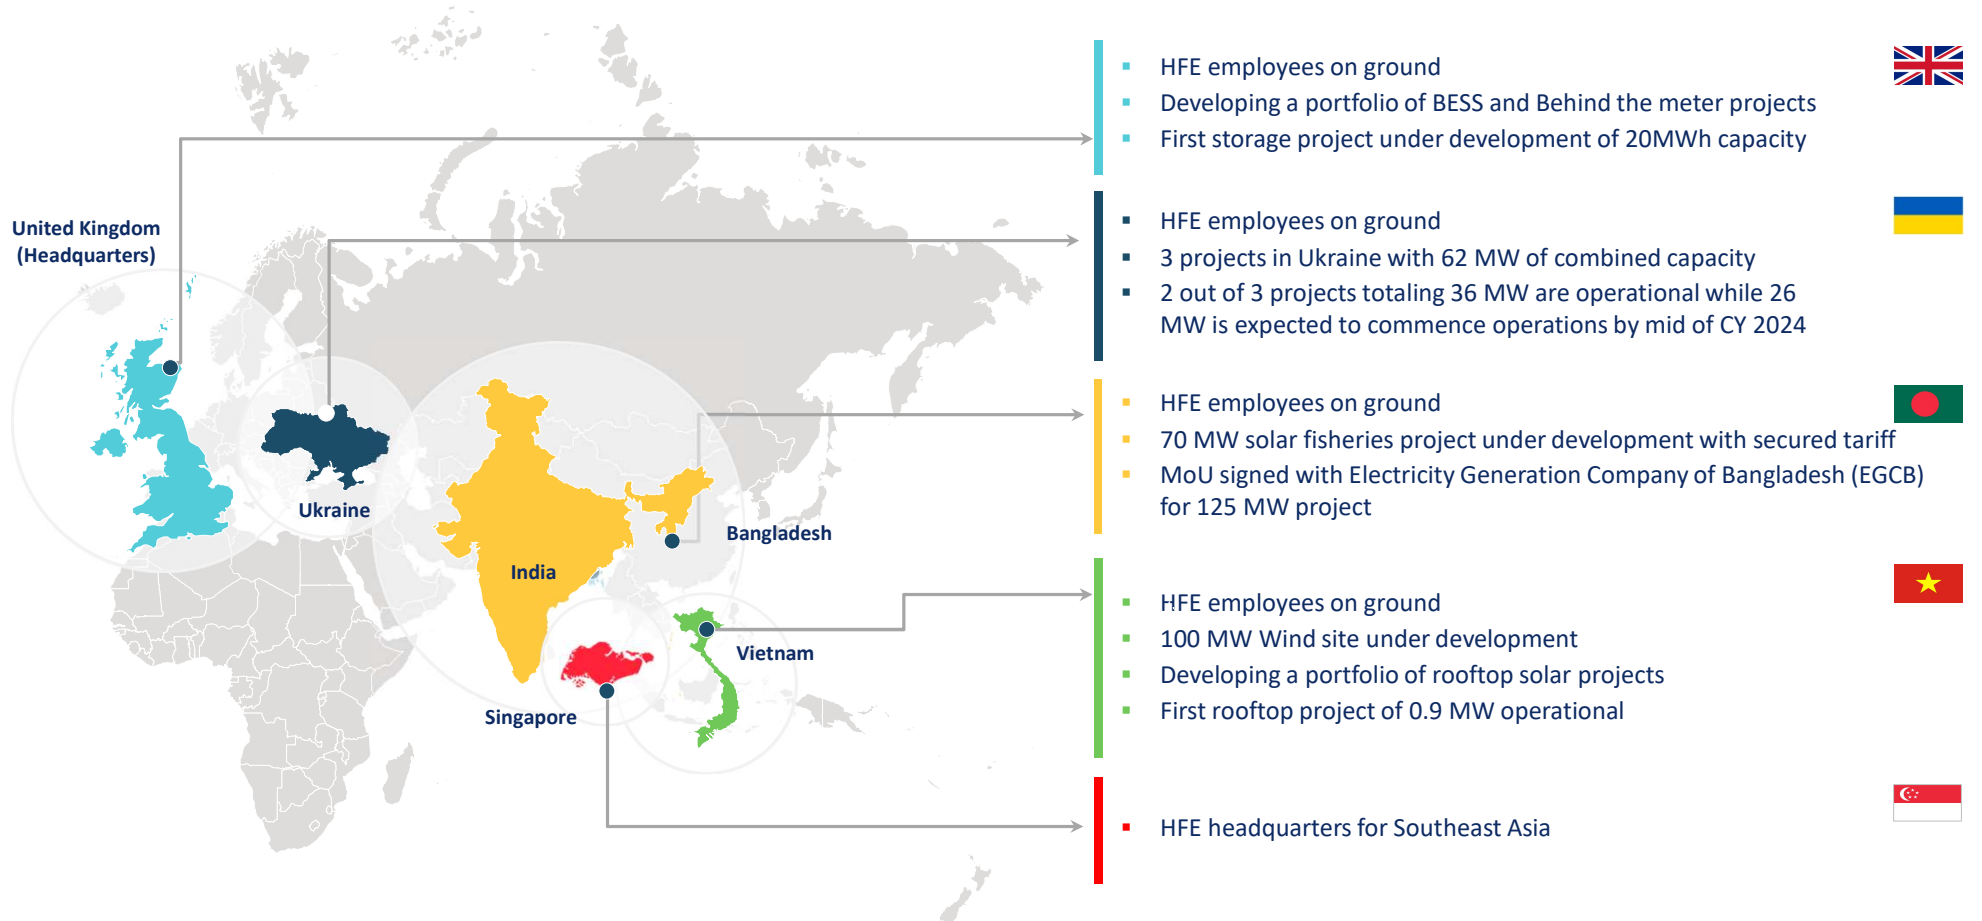 United Kingdom
(Headquarters)
Ukraine
India
Bangladesh
Vietnam
Singapore
▪ HFE employees on ground
▪ Developing a portfolio of BESS and Behind the meter projects
▪ First storage project under development of 20MWh capacity
▪ HFE employees on ground
▪ 3 projects in Ukraine with 62 MW of combined capacity
▪ 2 out of 3 projects totaling 36 MW are operational while 26
MW is expected to commence operations by mid of CY 2024
▪ HFE employees on ground
▪ 70 MW solar fisheries project under development with secured tariff
▪ MoU signed with Electricity Generation Company of Bangladesh (EGCB)
for 125 MW project
▪ HFE employees on ground
▪ 100 MW Wind site under development
▪ Developing a portfolio of rooftop solar projects
▪ First rooftop project of 0.9 MW operational
▪ HFE headquarters for Southeast Asia